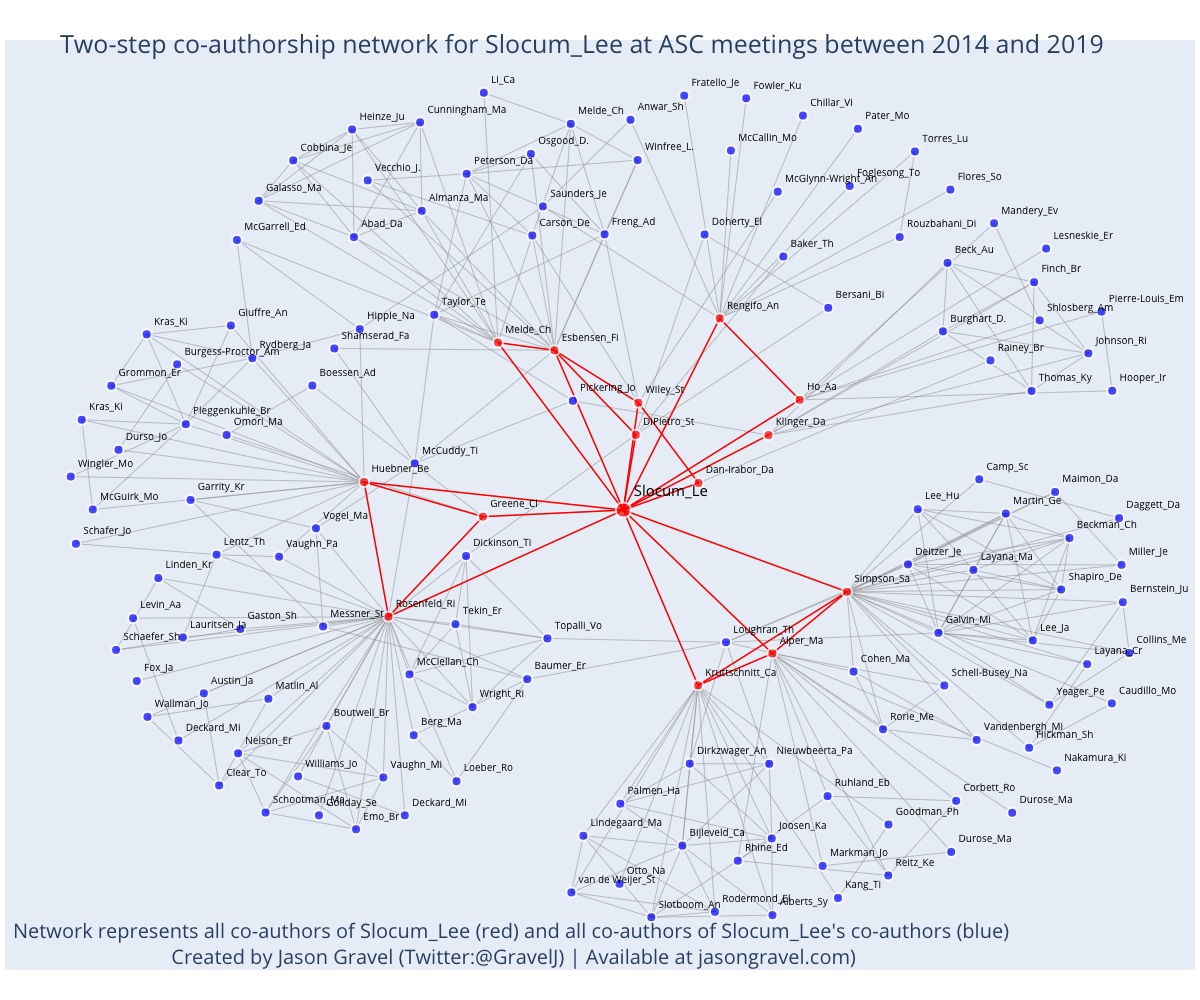 Two-step co-authorship network for Slocum_Lee at ASC meetings between 2014 and 2019
Li_Ca
Fratello_Je
Fowler_Ku
Heinze_Ju
Cunningham_Ma
Melde_Ch
Anwar_Sh
Chillar_Vi
Pater_Mo
Cobbina_Je
Osgood_D.
Winfree_L.
McCallin_Mo
Torres_Lu
Vecchio_J.
Peterson_Da
McGlynn-Wright_An
Foglesong_To
Flores_So
Galasso_Ma
Almanza_Ma
Saunders_Je
McGarrell_Ed
Abad_Da
Carson_De
Freng_Ad
Doherty_El
Rouzbahani_Di
Mandery_Ev
Baker_Th
Beck_Au
Lesneskie_Er
Finch_Br
Taylor_Te
Rengifo_An
Bersani_Bi
Pierre-Louis_Em
Giuffre_An
Hipple_Na
Shlosberg_Am
Kras_Ki
Shamserad_Fa
Melde_Ch
Esbensen_Fi
Burghart_D.
Rydberg_Ja
Burgess-Proctor_Am
Johnson_Ri
Rainey_Br
Grommon_Er
Boessen_Ad
Pickering_Jo
Wiley_St
Ho_Aa
Thomas_Ky
Hooper_Ir
Kras_Ki
Pleggenkuhle_Br
Omori_Ma
DiPietro_St
Klinger_Da
Durso_Jo
McCuddy_Ti
Wingler_Mo
Huebner_Be
Dan-Irabor_Da
Camp_Sc
Maimon_Da
McGuirk_Mo
Garrity_Kr
Greene_Cl
Slocum_Le
Lee_Hu
Martin_Ge
Daggett_Da
Schafer_Jo
Vogel_Ma
Beckman_Ch
Lentz_Th
Vaughn_Pa
Dickinson_Ti
Deitzer_Je
Layana_Ma
Miller_Je
Linden_Kr
Simpson_Sa
Shapiro_De
Bernstein_Ju
Levin_Aa
Gaston_Sh
Lauritsen_Ja
Messner_St
Rosenfeld_Ri
Tekin_Er
Topalli_Vo
Loughran_Th
Galvin_Mi
Lee_Ja
Schaefer_Sh
Alper_Ma
Collins_Me
Layana_Cr
Fox_Ja
McClellan_Ch
Baumer_Er
Kruttschnitt_Ca
Cohen_Ma
Schell-Busey_Na
Austin_Ja
Matlin_Al
Wright_Ri
Yeager_Pe
Caudillo_Mo
Wallman_Jo
Boutwell_Br
Berg_Ma
Rorie_Me
Vandenbergh_Mi
Hickman_Sh
Deckard_Mi
Nelson_Er
Dirkzwager_An
Nieuwbeerta_Pa
Nakamura_Ki
Clear_To
Williams_Jo
Vaughn_Mi
Loeber_Ro
Palmen_Ha
Ruhland_Eb
Corbett_Ro
Durose_Ma
Golliday_Se
Emo_Br
Deckard_Mi
Lindegaard_Ma
Bijleveld_Ca
Joosen_Ka
Goodman_Ph
Rhine_Ed
Markman_Jo
Durose_Ma
Reitz_Ke
van de Weijer_St
Otto_Na
Kang_Ti
Slotboom_An
Rodermond_El
Alberts_Sy
Network represents all co-authors of Slocum_Lee (red) and all co-authors of Slocum_Lee's co-authors (blue)
Created by Jason Gravel (Twitter:@GravelJ) | Available at jasongravel.com)